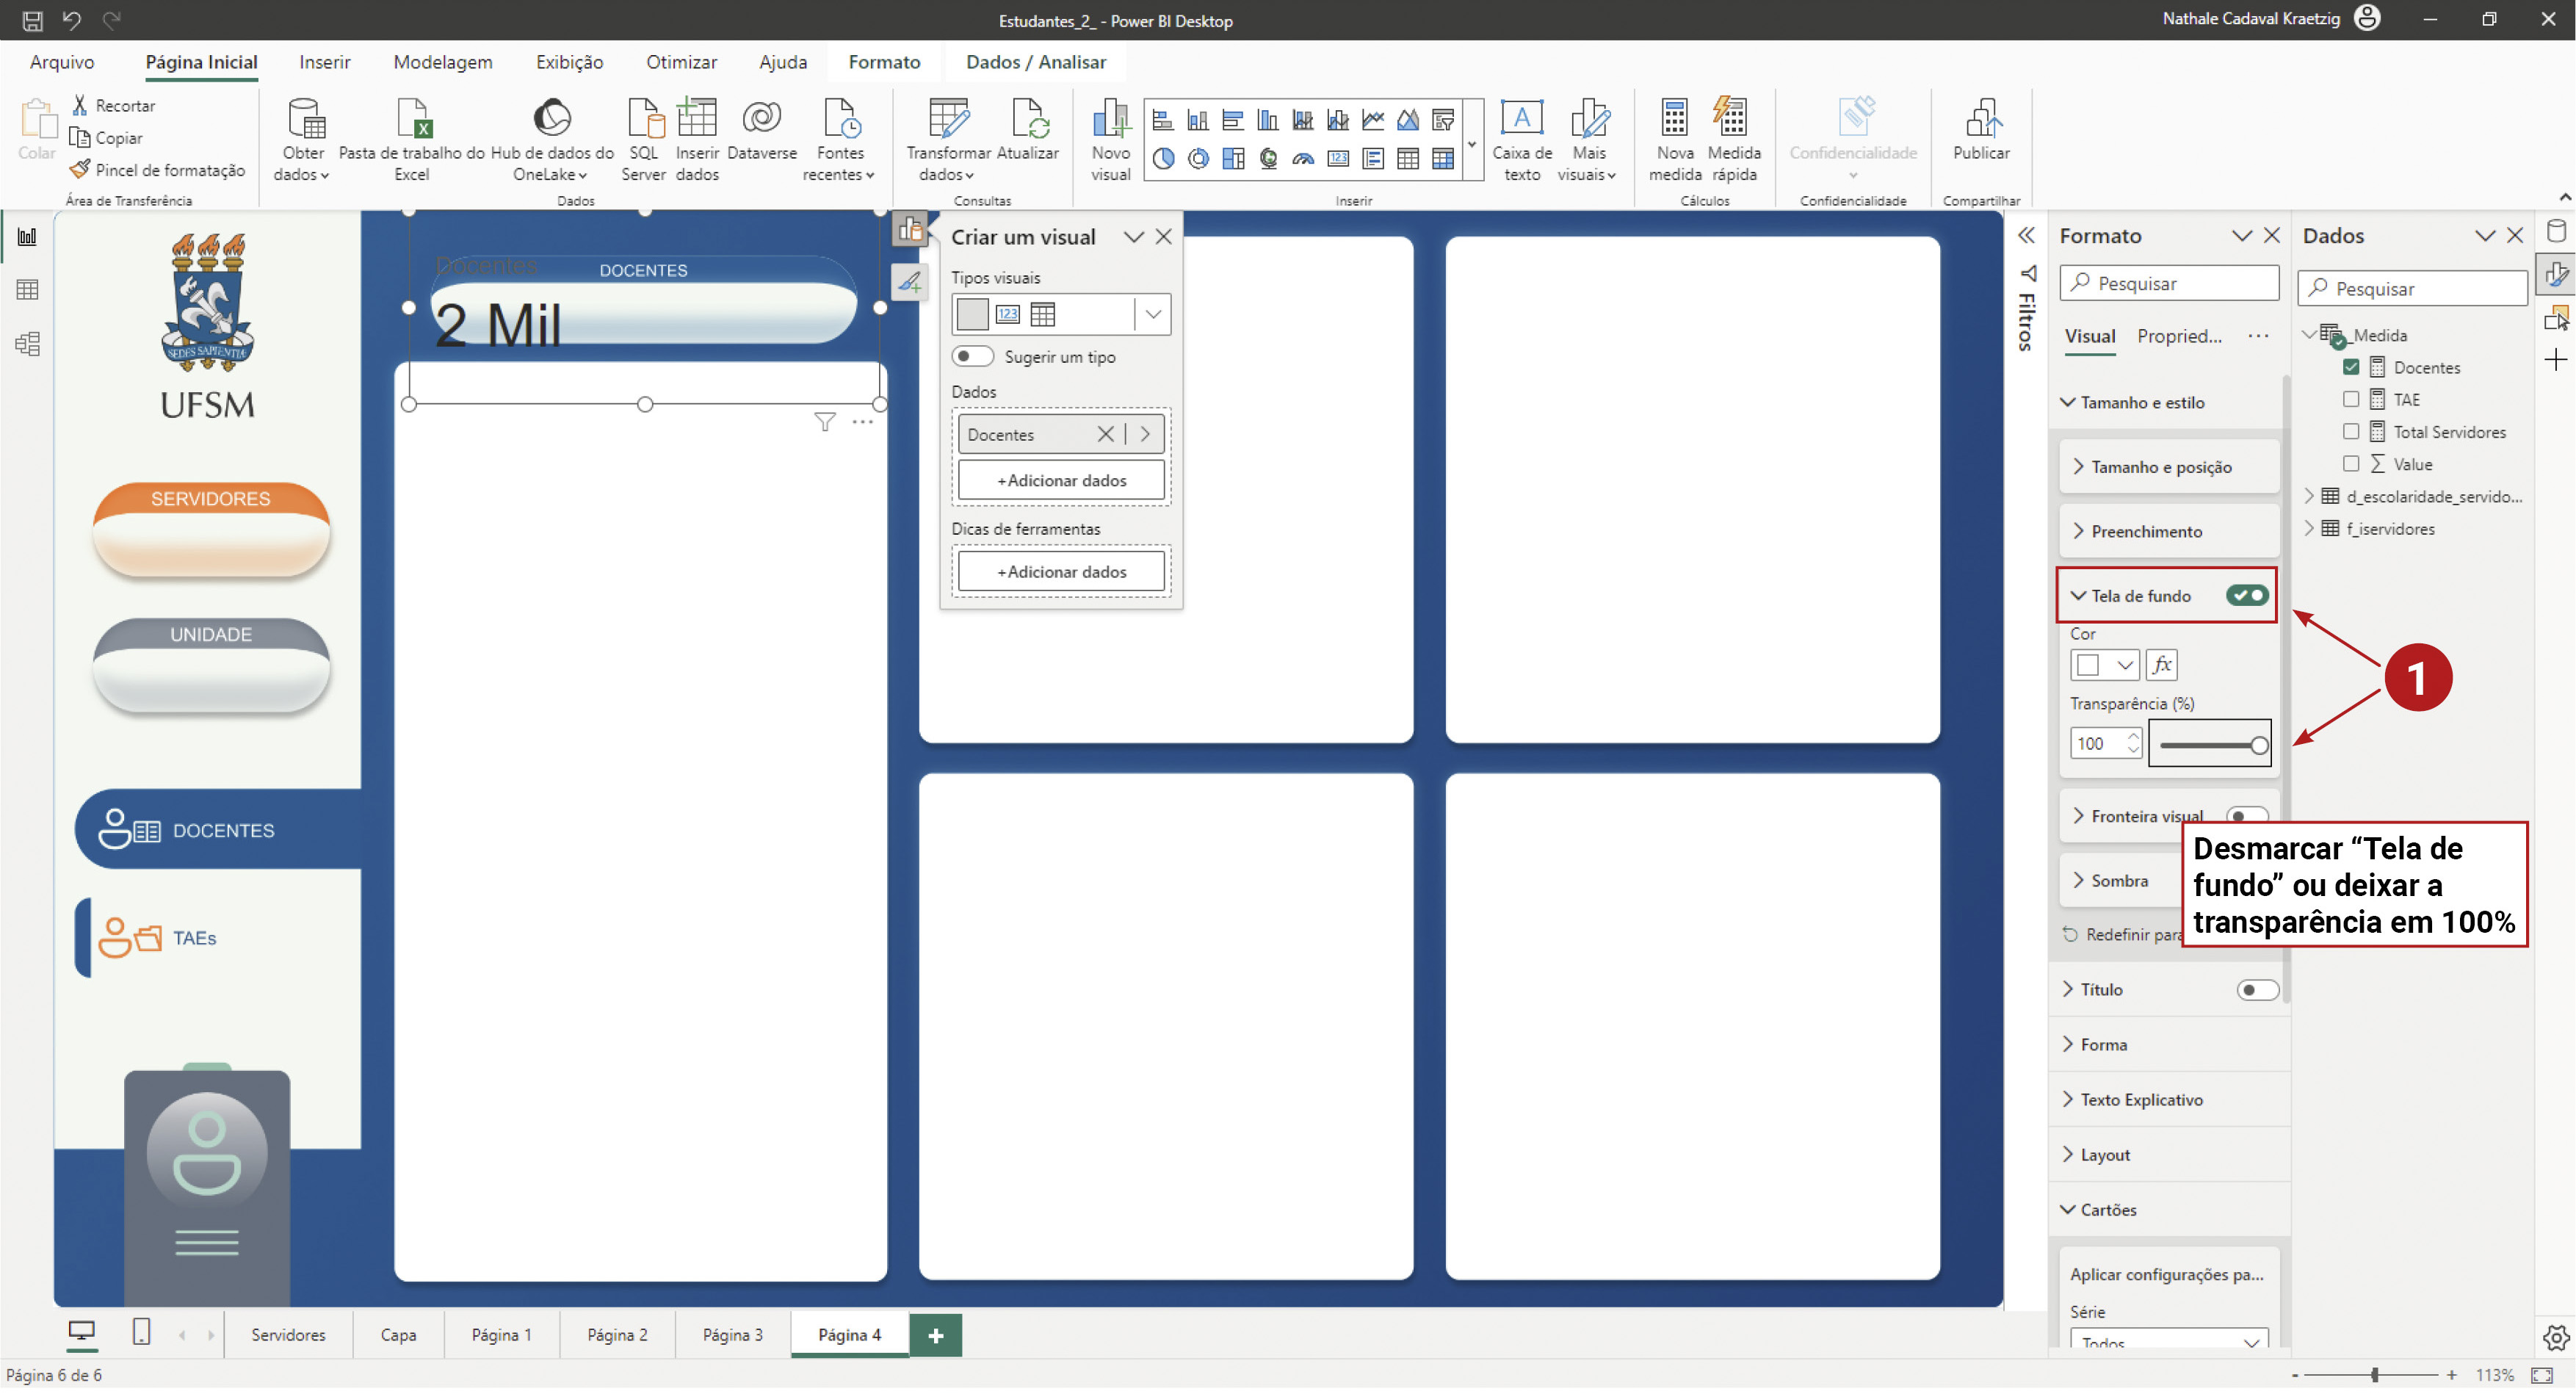 Estudantes_2_ - Power BI Desktop
Nathale Cadaval Kraetzig
Arquivo Página Inicial Inserir Modelagem Exibição Otimizar Ajuda Formato Dados / Analisar
Colar
Recortar
Copiar
Pincel de formatação
Área de Transferência
Obter dados
Pasta de trabalho do Excel
Hub de dados do OneLake
SQL Server
Inserir dados
Dataverse
Fontes recentes
Dados
Transformar dados
Atualizar
Consultas
Novo visual
123
Caixa de texto
Mais visuais
Inserir
Nova medida
Medida rápida
Cálculos
Confidencialidade
Confidencialidade
Publicar
Compartilhar
SEDES SAPIENTIÆ
UFSM
SERVIDORES
UNIDADE
DOCENTES
TAEs
Docentes
DOCENTES
2 Mil
Criar um visual
Tipos visuais
123
Sugerir um tipo
Dados
Docentes
+Adicionar dados
Dicas de ferramentas
+Adicionar dados
Filtros
Formato
Pesquisar
Visual Propried... ...
Tamanho e estilo
Tamanho e posição
Preenchimento
Tela de fundo
Cor
fx
Transparência (%)
100
Fronteira visual
Sombra
Redefinir para
Título
Forma
Texto Explicativo
Layout
Cartões
Aplicar configurações pa...
Série
Todos
Dados
Pesquisar
_Medida
Docentes
TAE
Total Servidores
Value
d_escolaridade_servido...
f_iservidores
1
Desmarcar “Tela de
fundo” ou deixar a
transparência em 100%
Servidores Capa Página 1 Página 2 Página 3 Página 4 +
Página 6 de 6
- + 113%